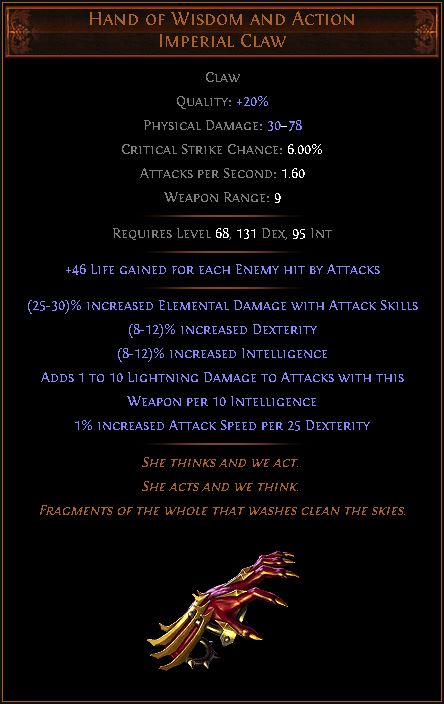 Hand of Wisdom and Action
Imperial Claw
Claw
Quality: +20%
Physical Damage: 30–78
Critical Strike Chance: 6.00%
Attacks per Second: 1.60
Weapon Range: 9
Requires Level 68, 131 Dex, 95 Int
+46 Life gained for each Enemy hit by Attacks
(25-30)% increased Elemental Damage with Attack Skills
(8-12)% increased Dexterity
(8-12)% increased Intelligence
Adds 1 to 10 Lightning Damage to Attacks with this
Weapon per 10 Intelligence
1% increased Attack Speed per 25 Dexterity
She thinks and we act.
She acts and we think.
Fragments of the whole that washes clean the skies.